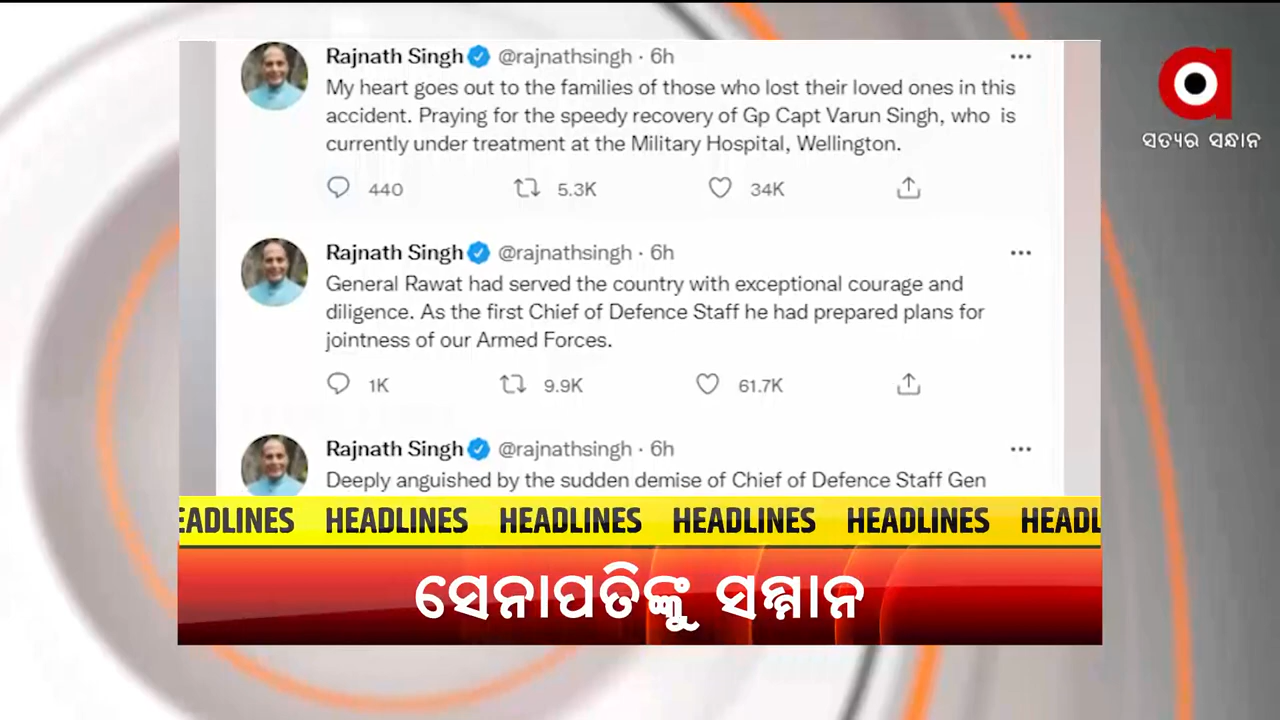 Rajnath Singh @rajnathsingh · 6h
My heart goes out to the families of those who lost their loved ones in this
accident. Praying for the speedy recovery of Gp Capt Varun Singh, who is
currently under treatment at the Military Hospital, Wellington.
440 5.3K 34K
ସତ୍ୟର ସନ୍ଧାନ
Rajnath Singh @rajnathsingh · 6h
General Rawat had served the country with exceptional courage and
diligence. As the first Chief of Defence Staff he had prepared plans for
jointness of our Armed Forces.
1K 9.9K 61.7K
Rajnath Singh @rajnathsingh · 6h
Deeply anguished by the sudden demise of Chief of Defence Staff Gen
EADLINES HEADLINES HEADLINES HEADLINES HEADLINES HEADL
ସେନାପତିଙ୍କୁ ସମ୍ମାନ